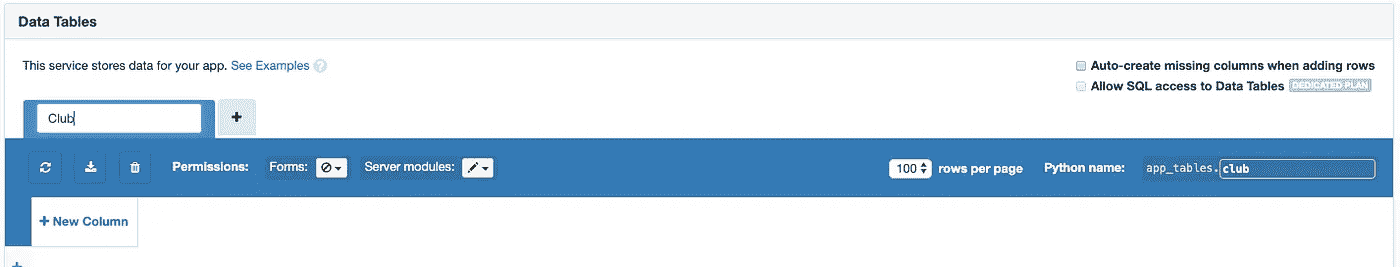 Data Tables
This service stores data for your app. See Examples ?
Auto-create missing columns when adding rows
Allow SQL access to Data Tables DEDICATED PLAN
Club
+
Permissions: Forms: Server modules: 100 rows per page Python name: app_tables.club
+ New Column
+